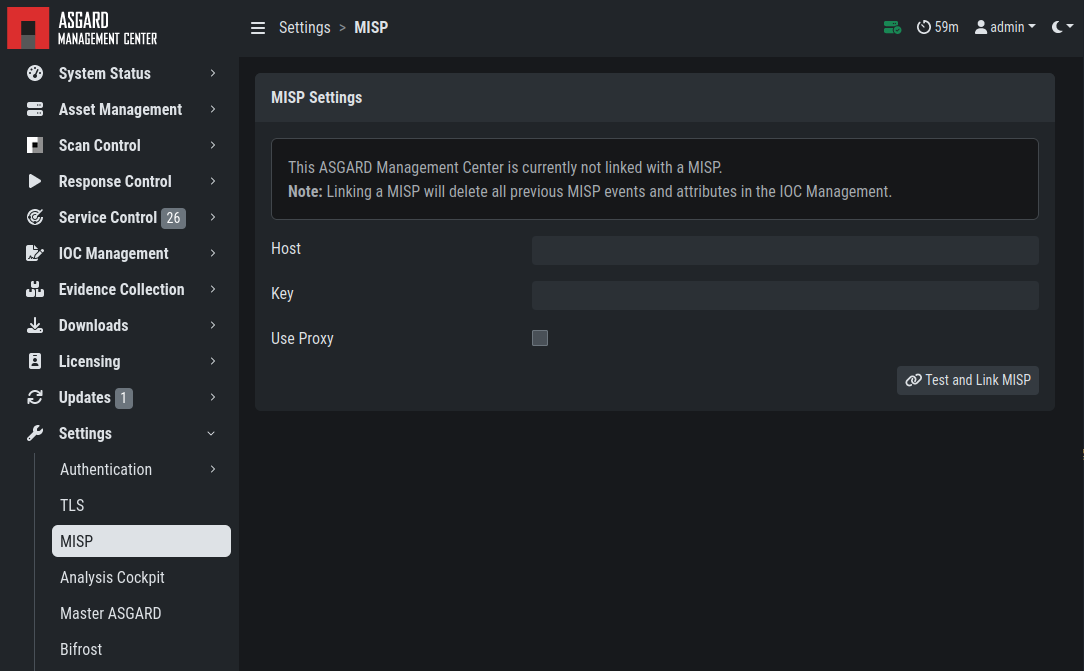 ASGARD
MANAGEMENT CENTER
Settings > MISP
59m
admin
System Status
Asset Management
Scan Control
Response Control
Service Control 26
IOC Management
Evidence Collection
Downloads
Licensing
Updates 1
Settings
Authentication
TLS
MISP
Analysis Cockpit
Master ASGARD
Bifrost
MISP Settings
This ASGARD Management Center is currently not linked with a MISP.
Note: Linking a MISP will delete all previous MISP events and attributes in the IOC Management.
Host
Key
Use Proxy
Test and Link MISP